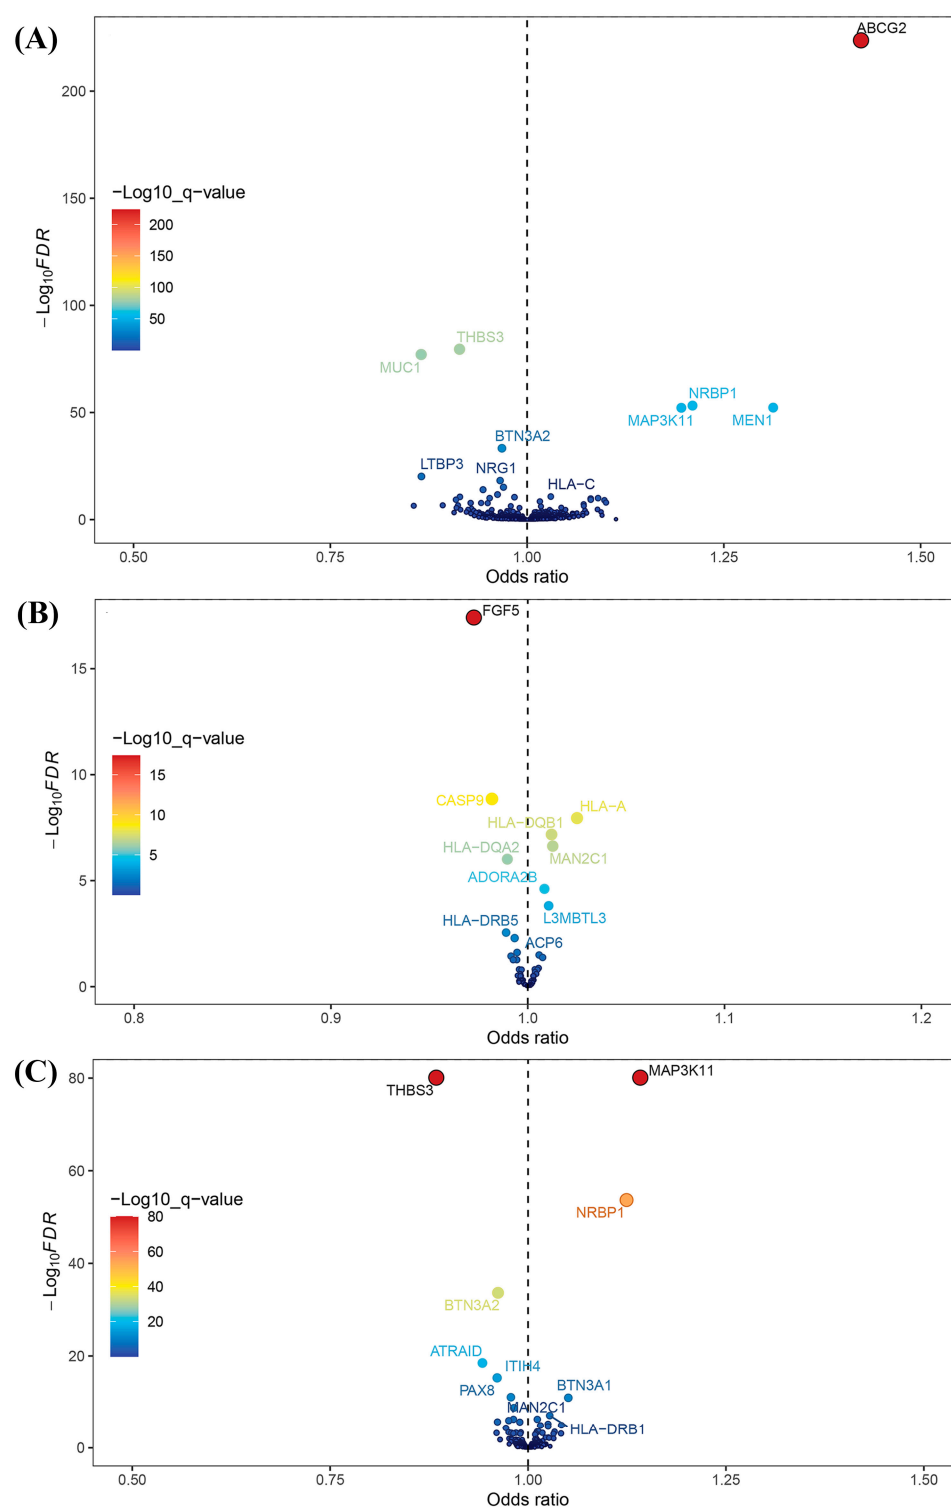 (A)
ABCG2
200
−Log10_q−value
150
200
150
100
50
− Log10FDR
100
THBS3
MUC1
NRBP1
50
MAP3K11
MEN1
BTN3A2
LTBP3
NRG1
HLA−C
0
0.50
0.75
1.00
1.25
1.50
Odds ratio
(B)
FGF5
15
−Log10_q−value
15
10
5
− Log10FDR
10
CASP9
HLA−A
HLA−DQB1
HLA−DQA2
MAN2C1
5
ADORA2B
L3MBTL3
HLA−DRB5
ACP6
0
0.8
0.9
1.0
1.1
1.2
Odds ratio
(C)
80
THBS3
MAP3K11
60
−Log10_q−value
80
60
40
20
− Log10FDR
NRBP1
40
BTN3A2
20
ATRAID
ITIH4
PAX8
BTN3A1
MAN2C1
HLA−DRB1
0
0.50
0.75
1.00
1.25
1.50
Odds ratio